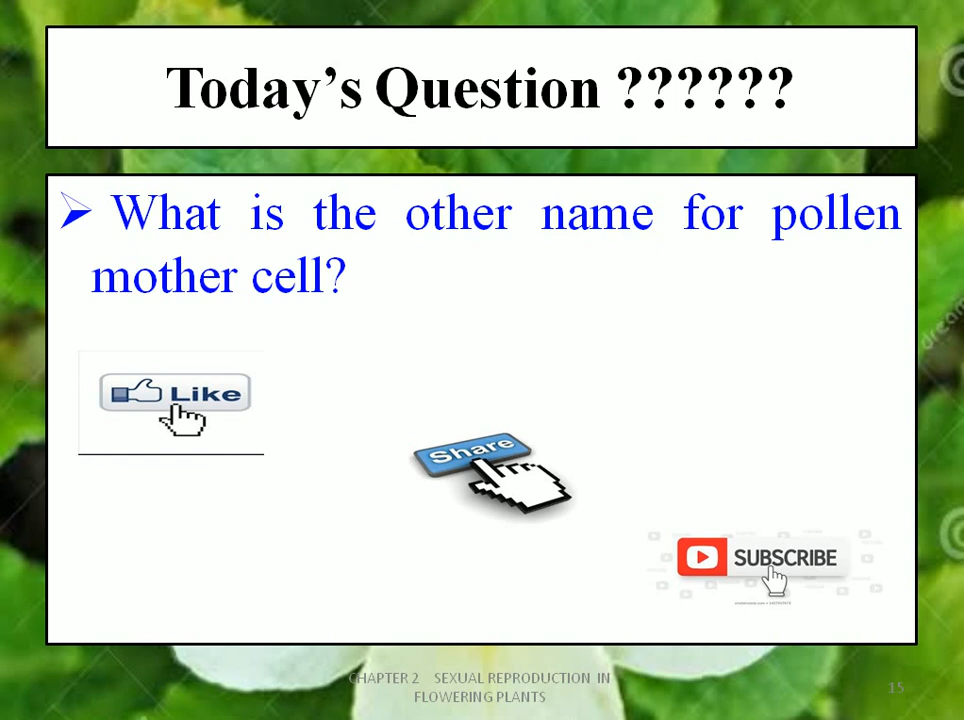 Today’s Question ??????
➢ What is the other name for pollen
mother cell?
Like
Share
SUBSCRIBE
CHAPTER 2 SEXUAL REPRODUCTION IN
FLOWERING PLANTS
15